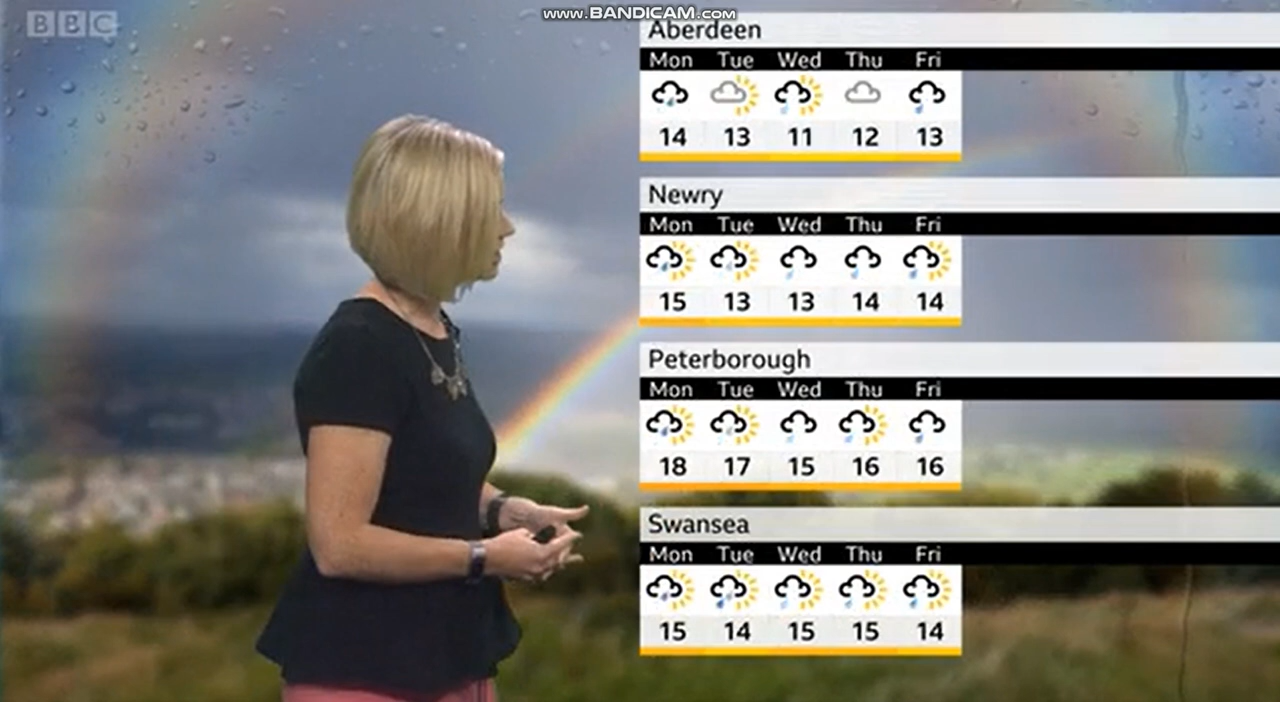 BBC
www.BANDICAM.com
Aberdeen
Mon Tue Wed Thu Fri
14 13 11 12 13
Newry
Mon Tue Wed Thu Fri
15 13 13 14 14
Peterborough
Mon Tue Wed Thu Fri
18 17 15 16 16
Swansea
Mon Tue Wed Thu Fri
15 14 15 15 14